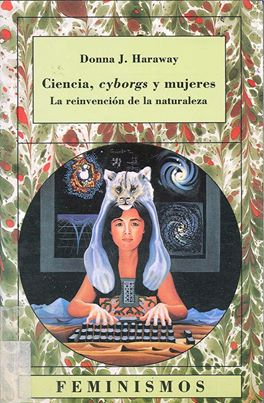 Donna J. Haraway
Ciencia, cyborgs y mujeres
La reinvención de la naturaleza
FEMINISMOS